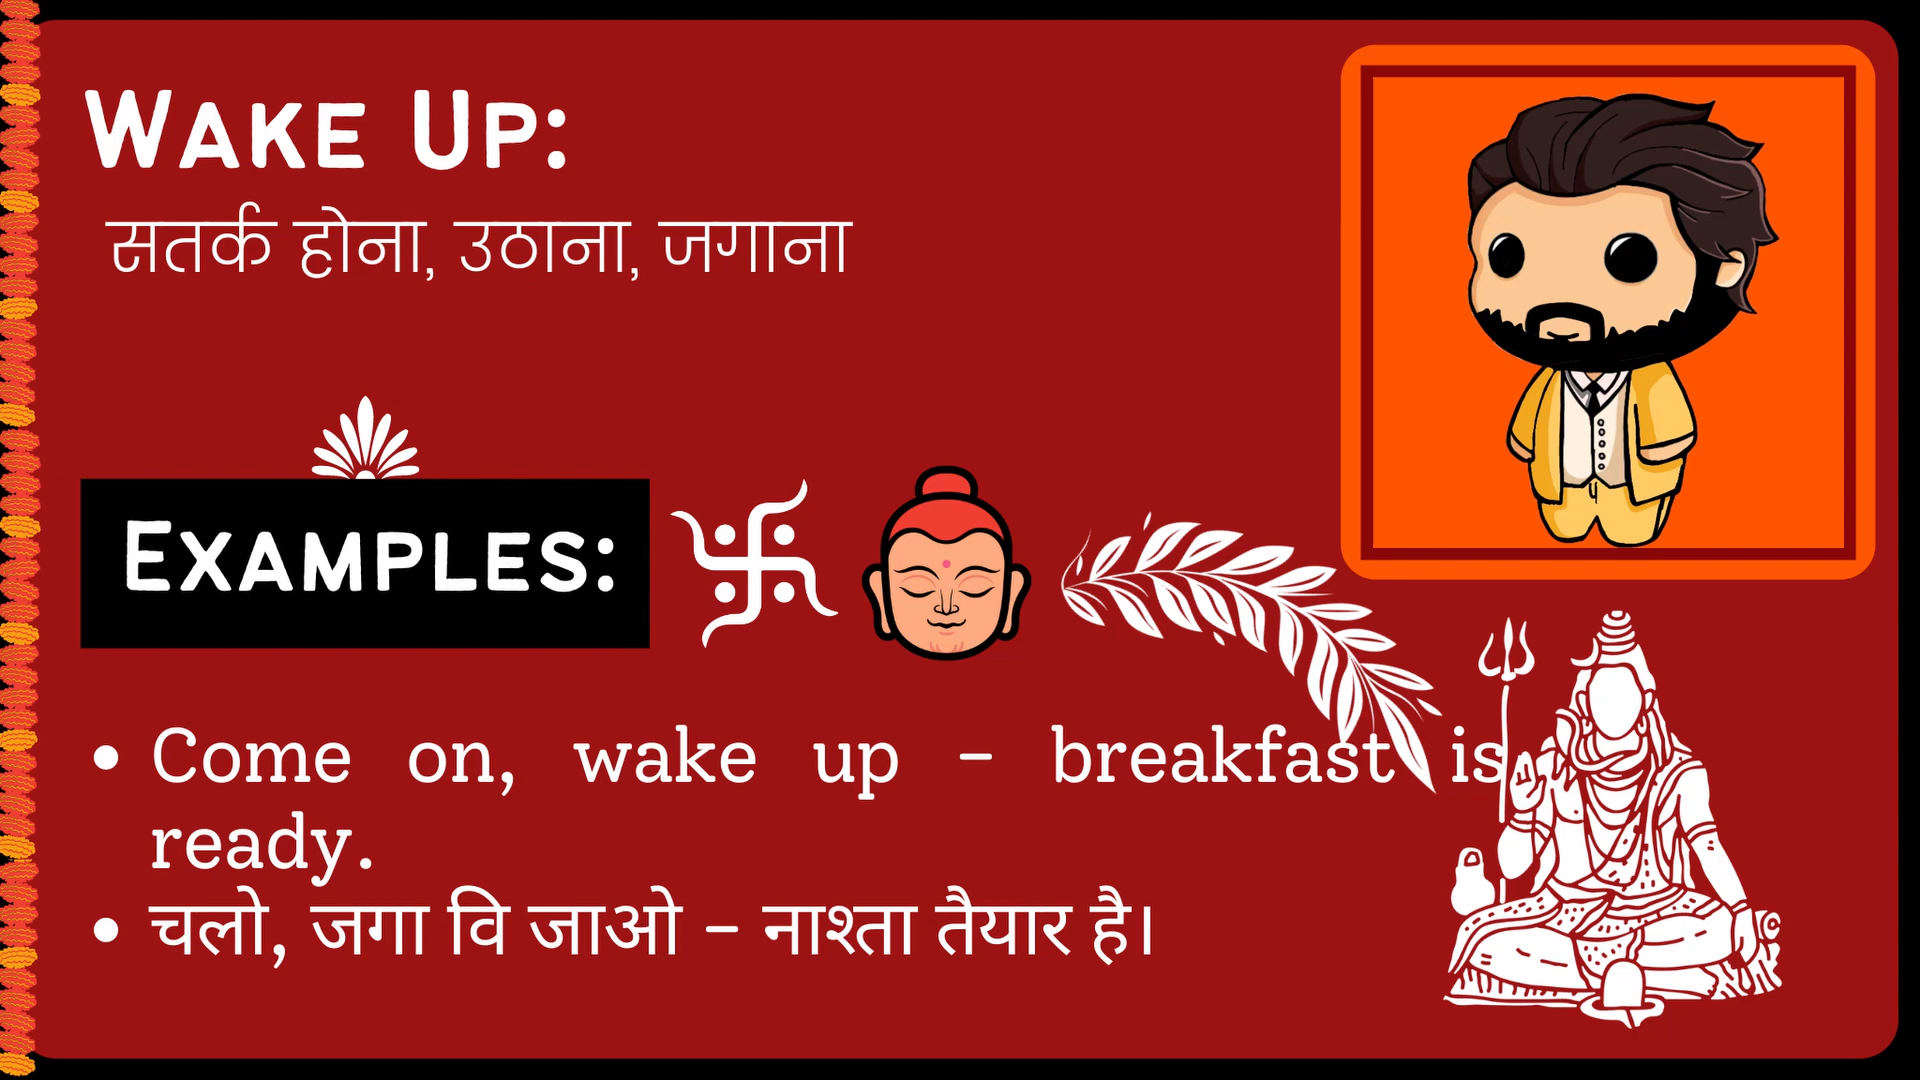 Wake Up:
सतर्क होना, उठाना, जगाना
Examples:
• Come on, wake up – breakfast is
ready.
• चलो, जगा वि जाओ – नाश्ता तैयार है।